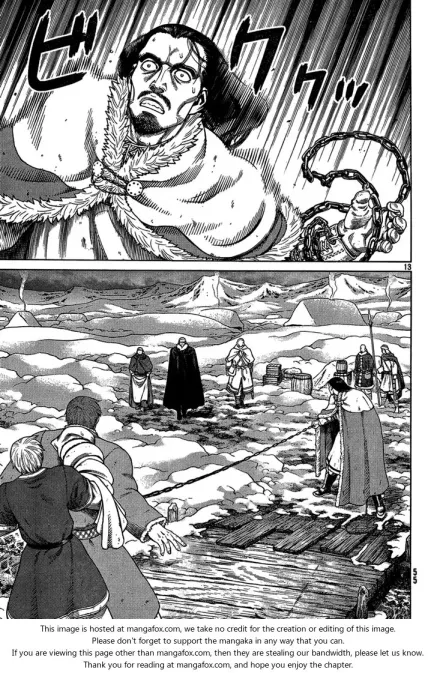 ビクククッ
13
55
This image is hosted at mangafox.com, we take no credit for the creation or editing of this image.
Please don't forget to support the mangaka in any way that you can.
If you are viewing this page other than mangafox.com, then they are stealing our bandwidth, please let us know.
Thank you for reading at mangafox.com, and hope you enjoy the chapter.